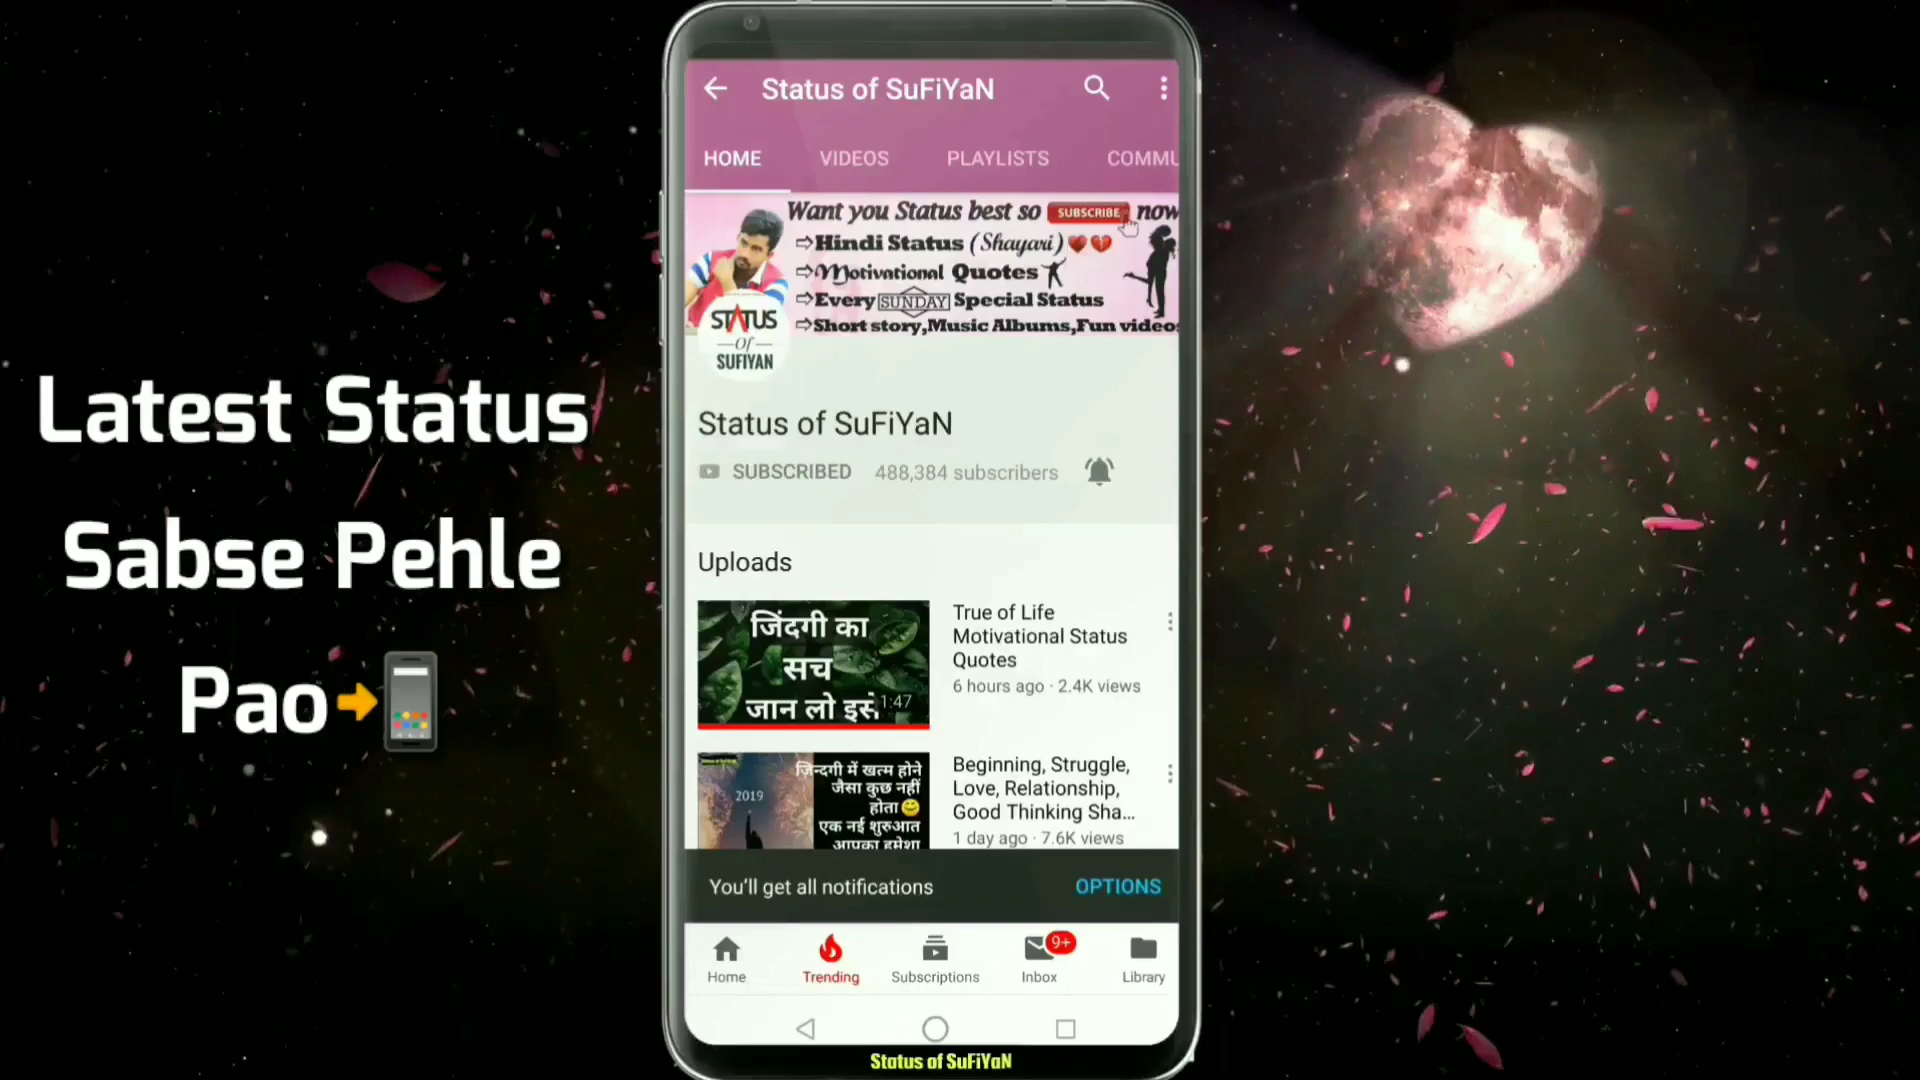 Latest Status
Sabse Pehle
Pao
Status of SuFiYaN
HOME VIDEOS PLAYLISTS COMMU
Want you Status best so SUBSCRIBE now
⇨Hindi Status (Shayari)
⇨Motivational Quotes
⇨Every SUNDAY Special Status
⇨Short story,Music Albums,Fun videos
STATUS
Of
SUFIYAN
Status of SuFiYaN
SUBSCRIBED 488,384 subscribers
Uploads
जिंदगी का
सच
जान लो इसे
1:47
True of Life
Motivational Status
Quotes
6 hours ago · 2.4K views
2019
ज़िन्दगी में खत्म होने
जैसा कुछ नहीं
होता
एक नई शुरुआत
आपका हमेशा
Beginning, Struggle,
Love, Relationship,
Good Thinking Sha...
1 day ago · 7.6K views
You'll get all notifications OPTIONS
Home Trending Subscriptions Inbox 9+ Library
Status of SuFiYaN